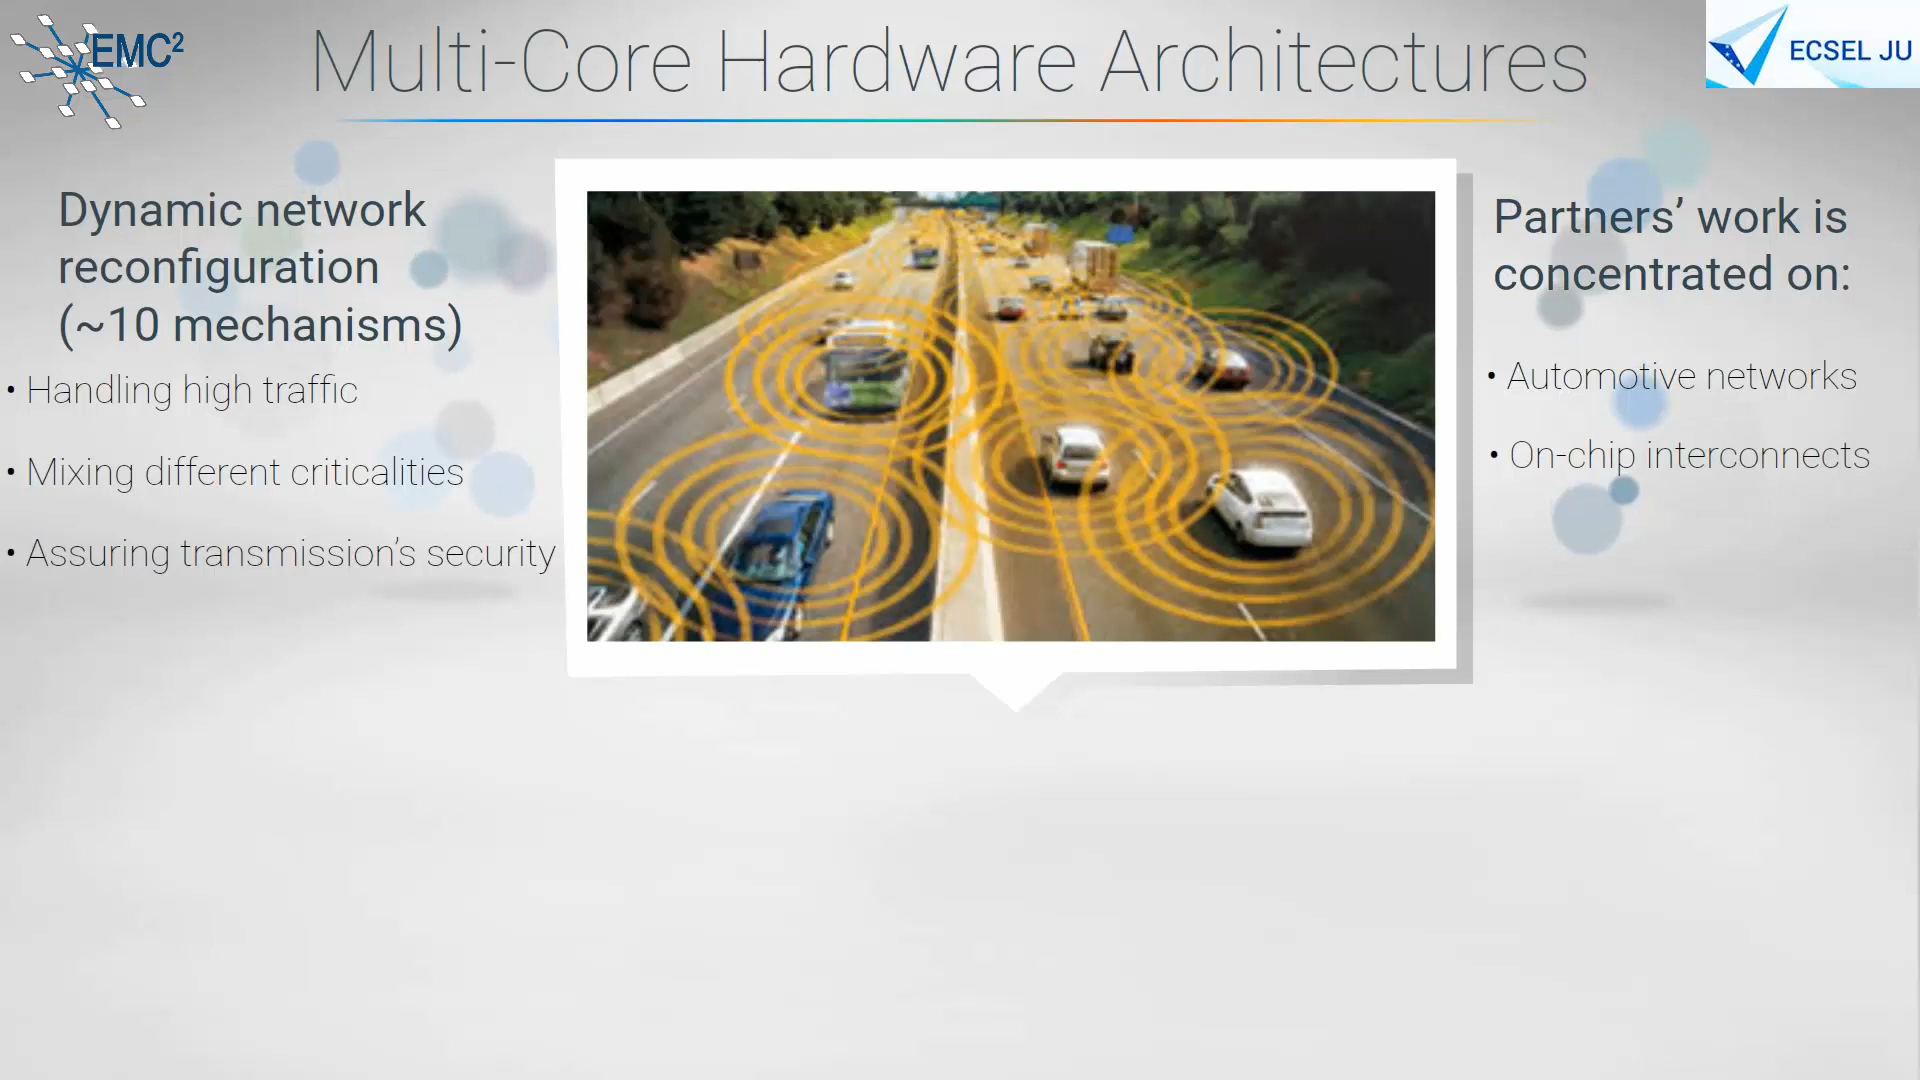 EMC²
Multi-Core Hardware Architectures
ECSEL JU
Dynamic network
reconfiguration
(~10 mechanisms)
• Handling high traffic
• Mixing different criticalities
• Assuring transmission’s security
Partners’ work is
concentrated on:
• Automotive networks
• On-chip interconnects